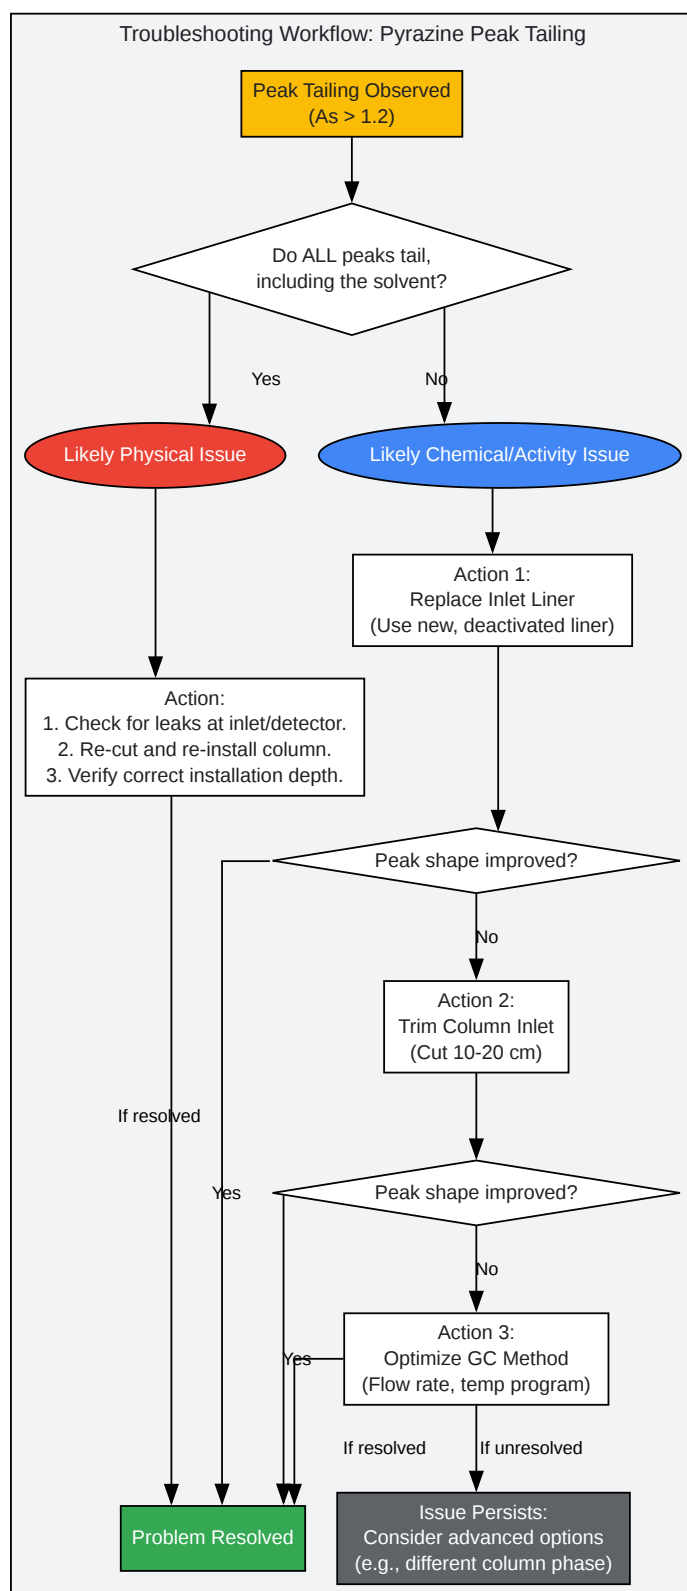 Troubleshooting Workflow: Pyrazine Peak Tailing
Peak Tailing Observed
(As > 1.2)
Do ALL peaks tail,
including the solvent?
Yes
No
Likely Physical Issue
Likely Chemical/Activity Issue
Action 1:
Replace Inlet Liner
(Use new, deactivated liner)
Action:
1. Check for leaks at inlet/detector.
2. Re-cut and re-install column.
3. Verify correct installation depth.
Peak shape improved?
No
Action 2:
Trim Column Inlet
(Cut 10-20 cm)
If resolved
Yes
Peak shape improved?
No
Action 3:
Optimize GC Method
(Flow rate, temp program)
Yes
If resolved
If unresolved
Problem Resolved
Issue Persists:
Consider advanced options
(e.g., different column phase)